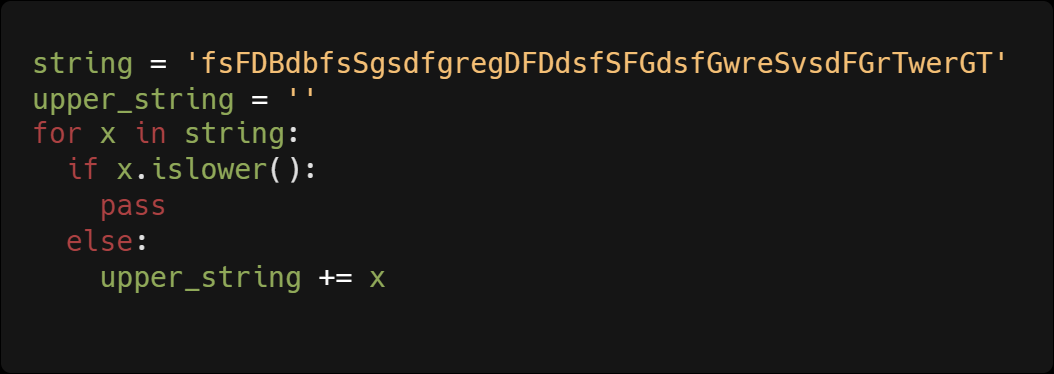 string = 'fsFDBdbfsSgsdfgregDFDdsfSFGdsfGwreSvsdFGrTwerGT'
upper_string = ''
for x in string:
  if x.islower():
    pass
  else:
    upper_string += x